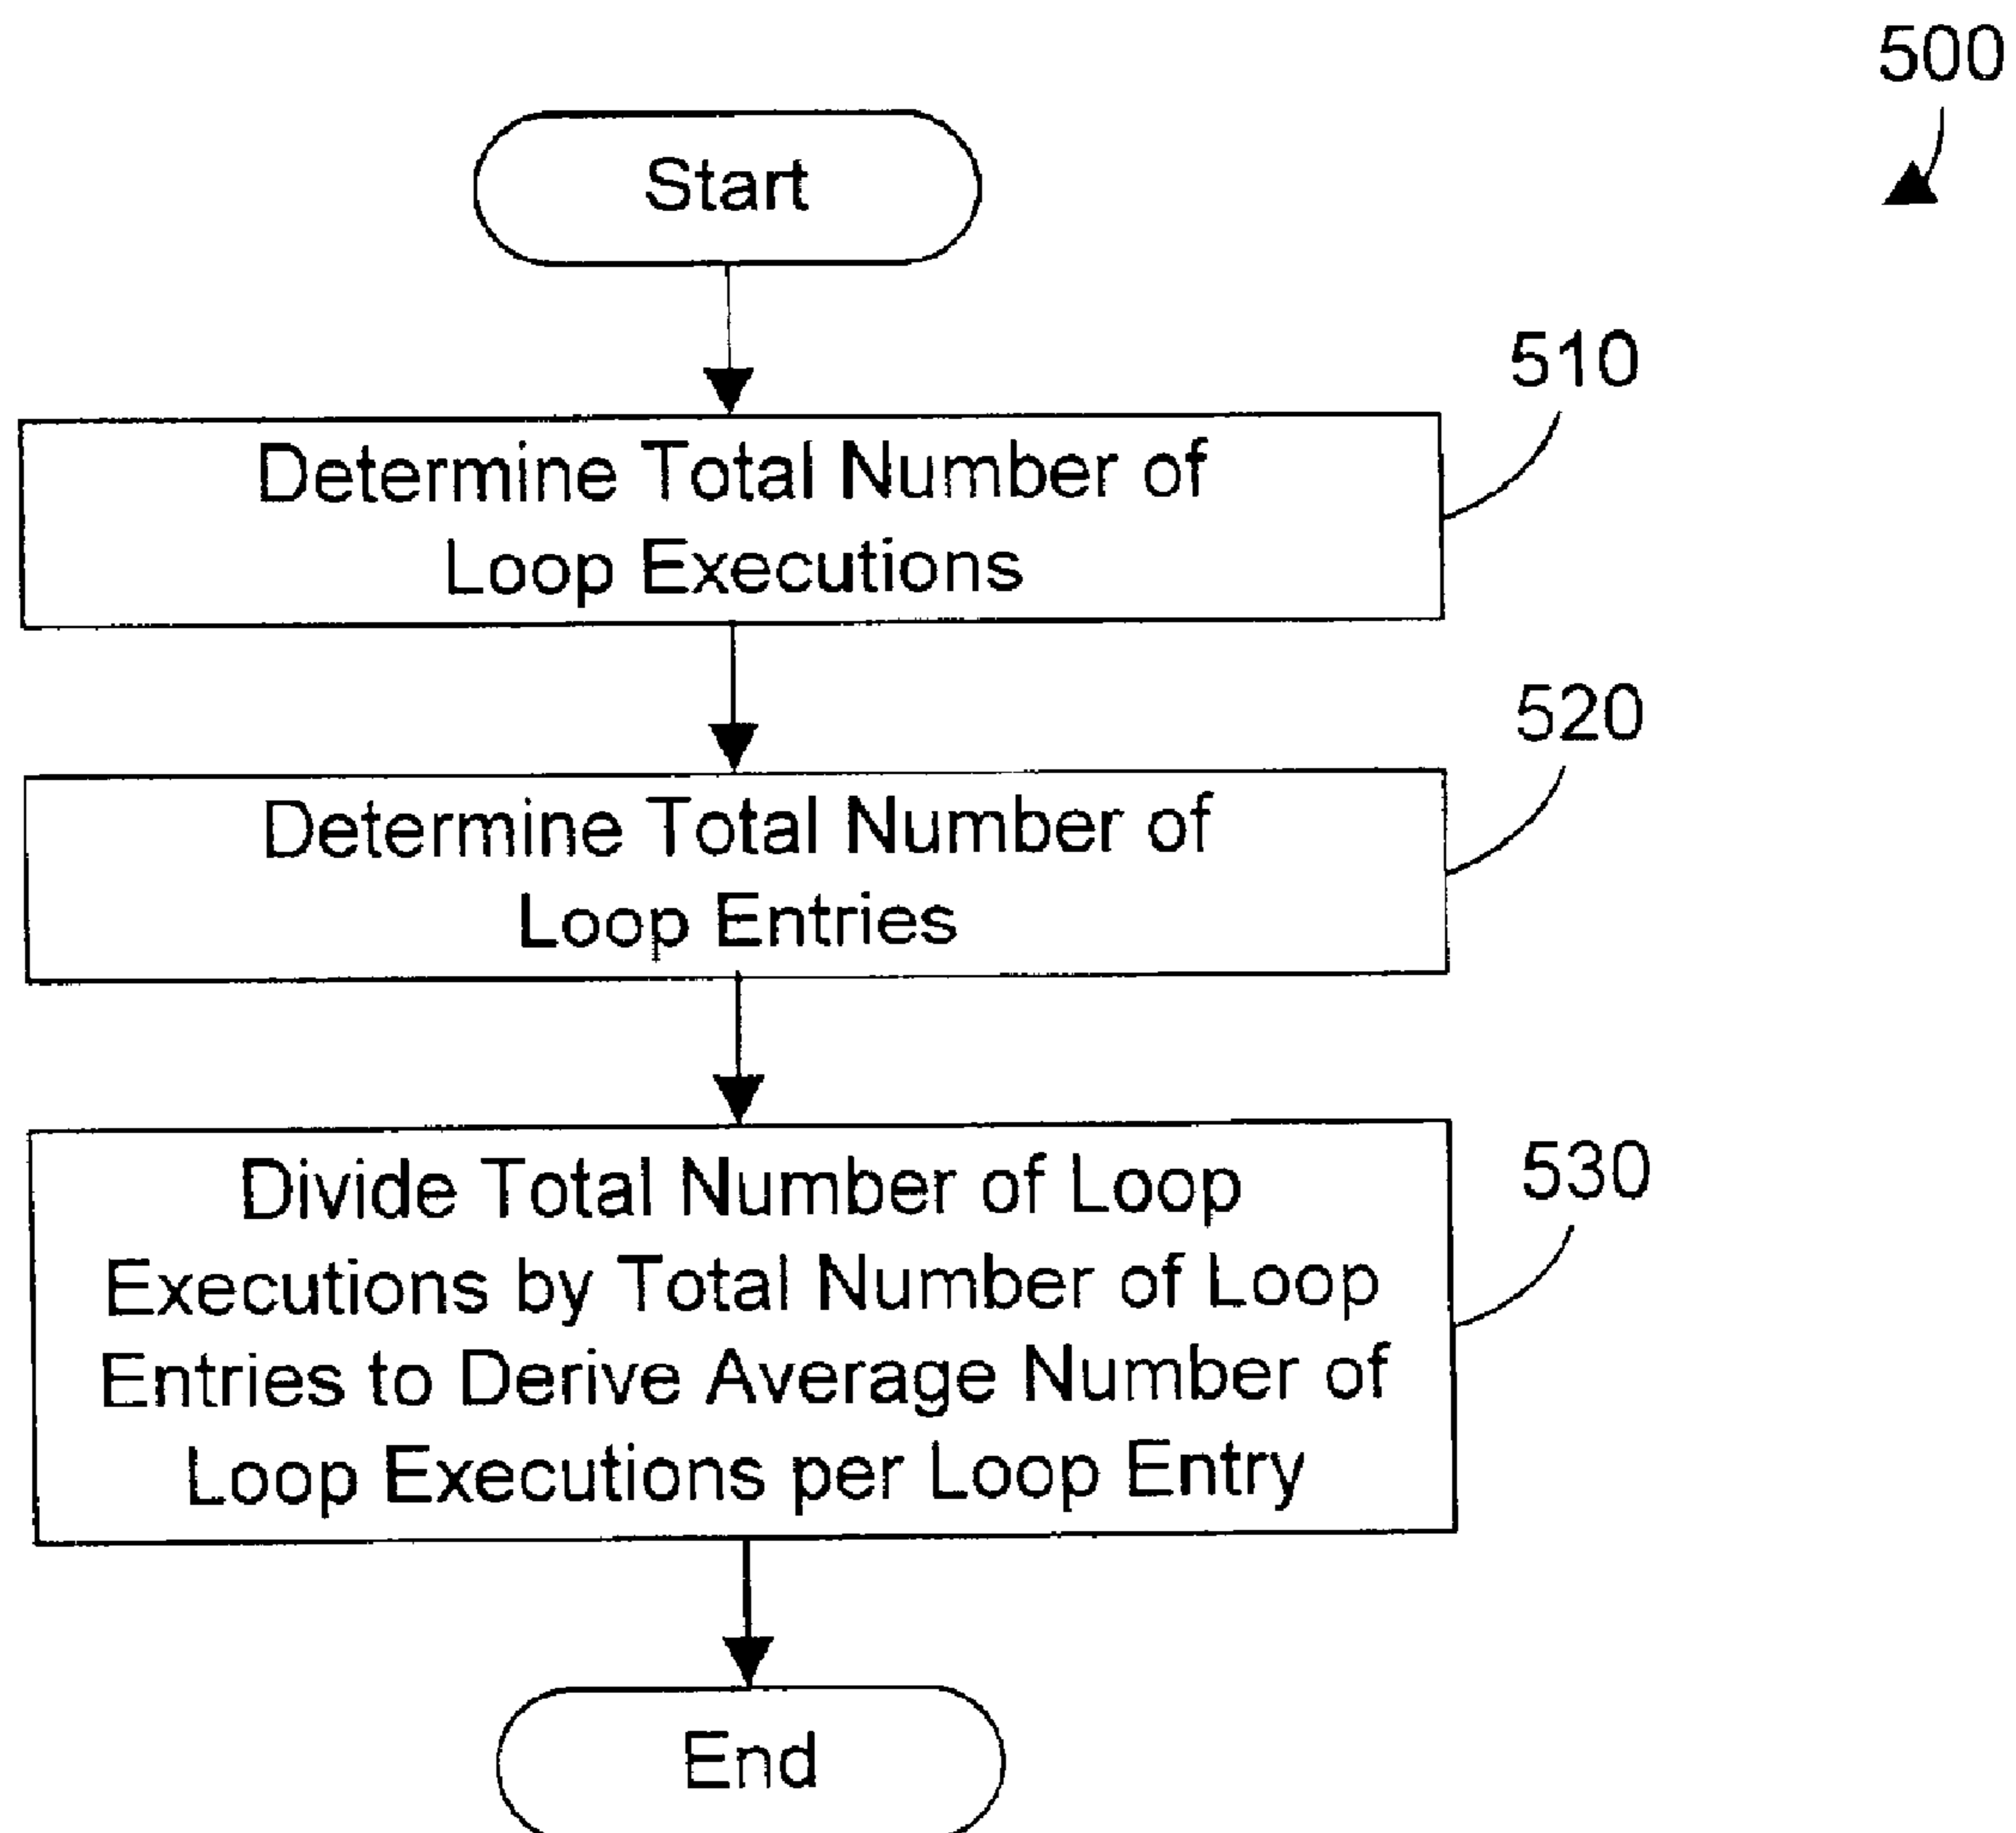 500
Start
510
Determine Total Number of
Loop Executions
520
Determine Total Number of
Loop Entries
530
Divide Total Number of Loop
Executions by Total Number of Loop
Entries to Derive Average Number of
Loop Executions per Loop Entry
End